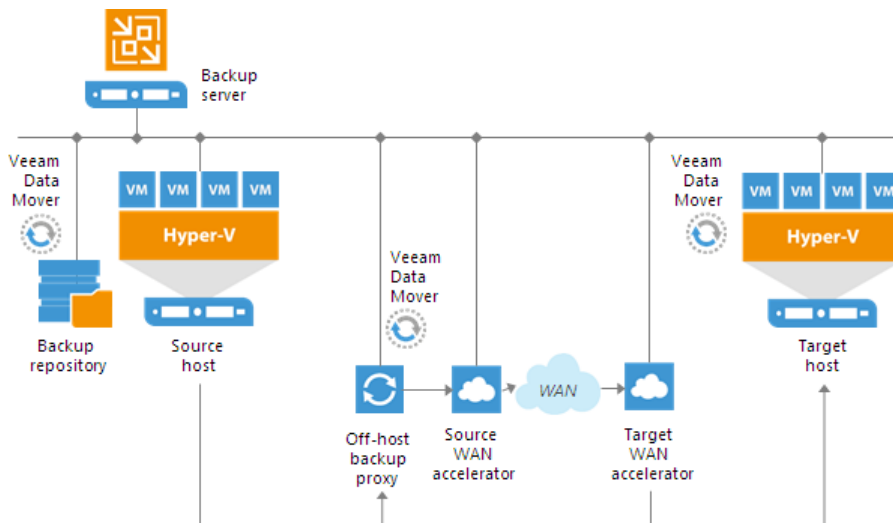 Backup
server
Veeam
Data
Mover
VM VM VM VM
Hyper-V
Backup
repository
Source
host
Veeam
Data
Mover
Off-host
backup
proxy
Source
WAN
accelerator
WAN
Target
WAN
accelerator
Veeam
Data
Mover
VM VM VM VM
Hyper-V
Target
host